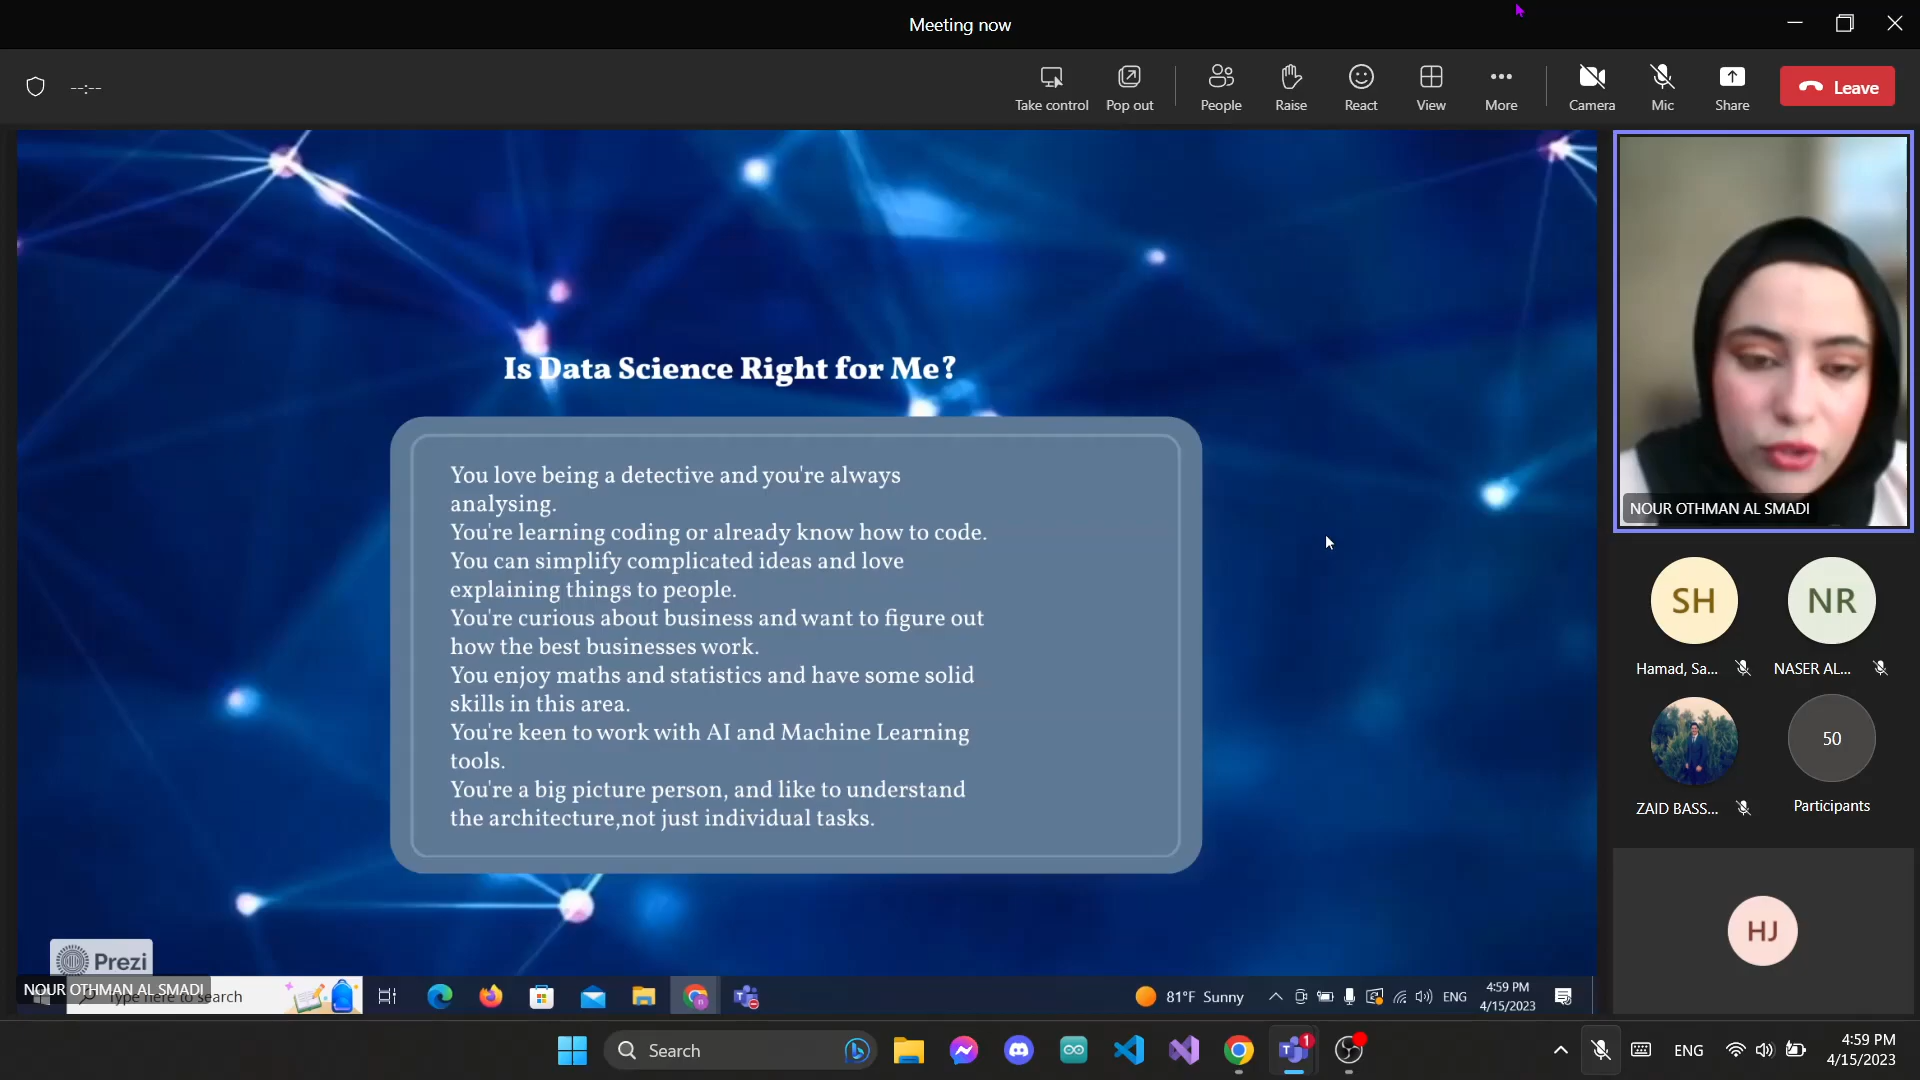 Meeting now
--:--
Take control
Pop out
People
Raise
React
View
More
Camera
Mic
Share
Leave
Is Data Science Right for Me?
You love being a detective and you're always
analysing.
You're learning coding or already know how to code.
You can simplify complicated ideas and love
explaining things to people.
You're curious about business and want to figure out
how the best businesses work.
You enjoy maths and statistics and have some solid
skills in this area.
You're keen to work with AI and Machine Learning
tools.
You're a big picture person, and like to understand
the architecture,not just individual tasks.
Prezi
NOUR OTHMAN AL SMADI
Type here to search
81°F Sunny
ENG
4:59 PM
4/15/2023
NOUR OTHMAN AL SMADI
SH
NR
Hamad, Sa...
NASER AL...
50
ZAID BASS...
Participants
HJ
Search
1
ENG
4:59 PM
4/15/2023